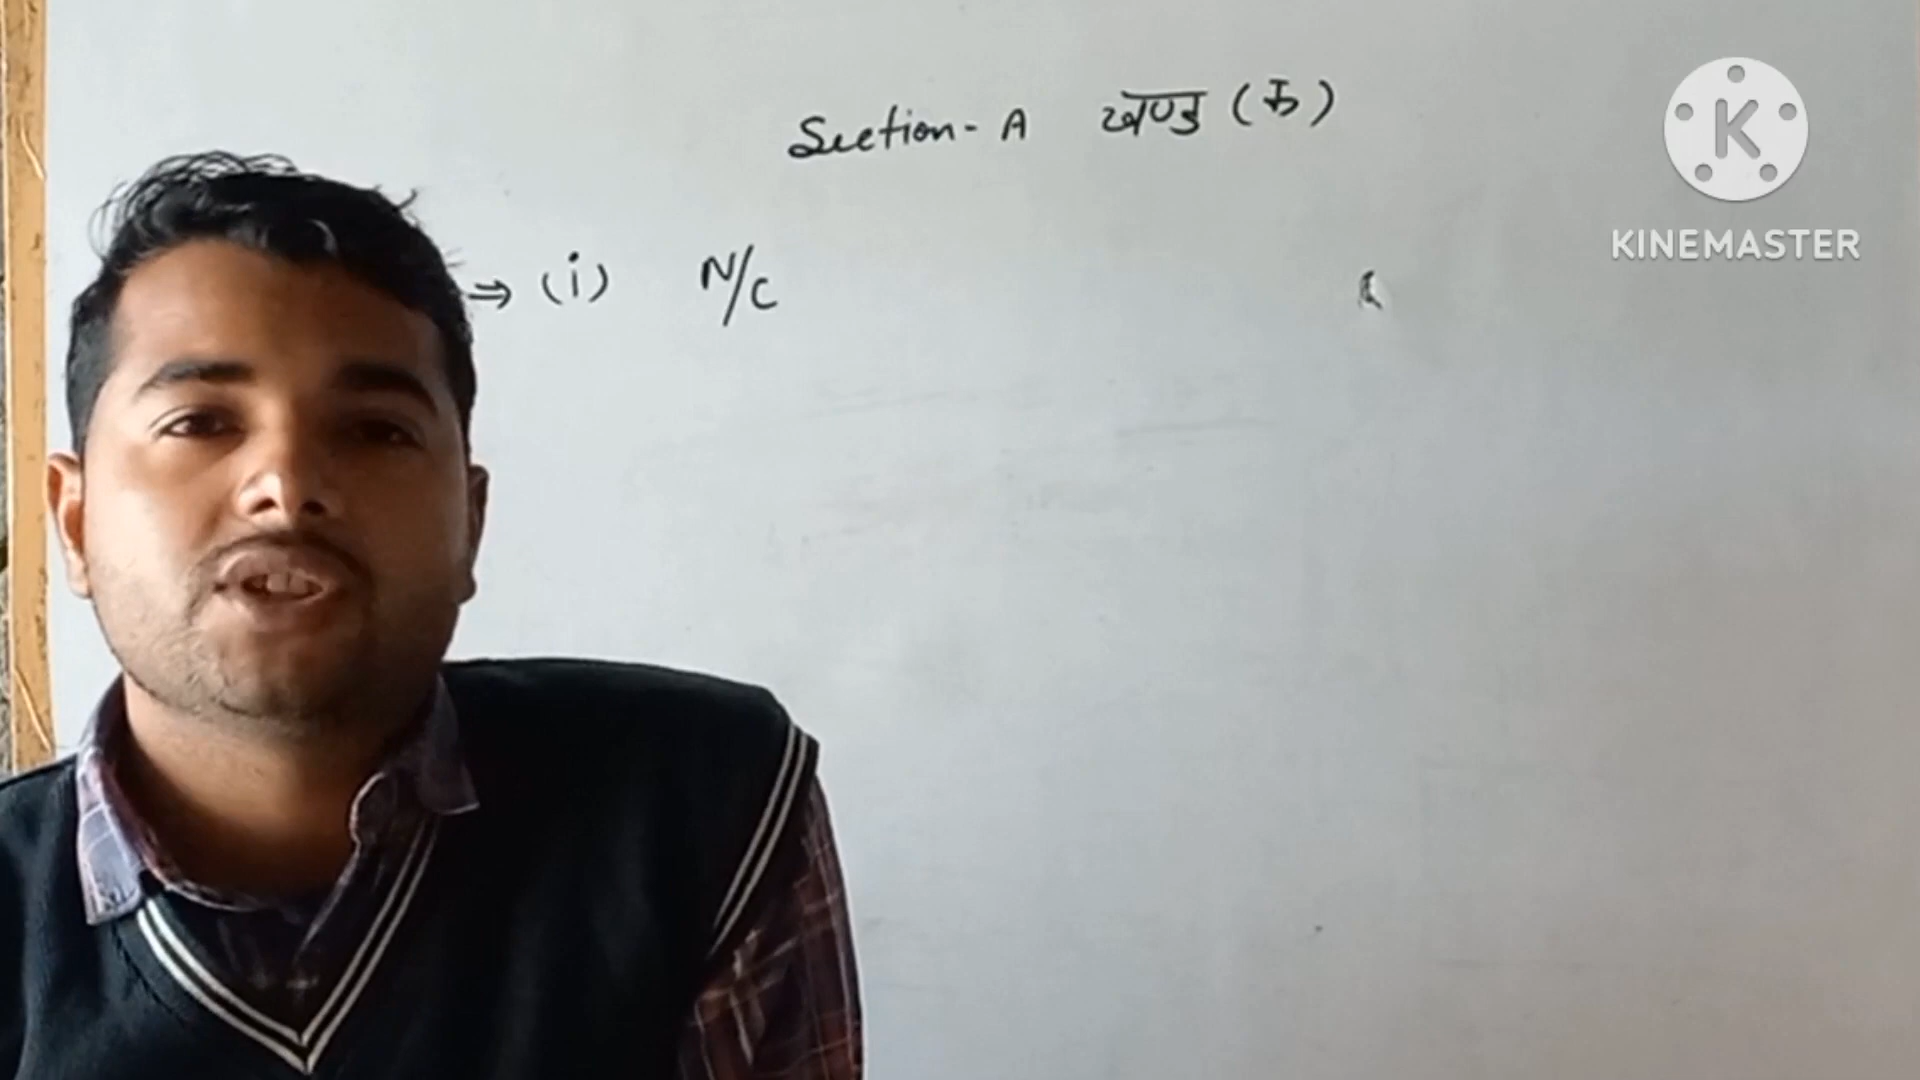 Section - A खण्ड (क)
K
KINEMASTER
⇒ (i) N/C